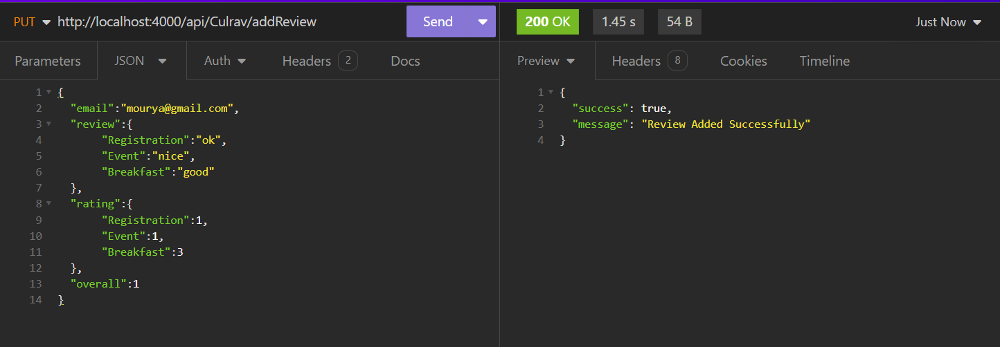 PUT http://localhost:4000/api/Culrav/addReview Send 200 OK 1.45 s 54 B Just Now
Parameters JSON Auth Headers 2 Docs Preview Headers 8 Cookies Timeline
1 {
2 "email":"mourya@gmail.com",
3 "review":{
4 "Registration":"ok",
5 "Event":"nice",
6 "Breakfast":"good"
7 },
8 "rating":{
9 "Registration":1,
10 "Event":1,
11 "Breakfast":3
12 },
13 "overall":1
14 }
1 {
2 "success": true,
3 "message": "Review Added Successfully"
4 }